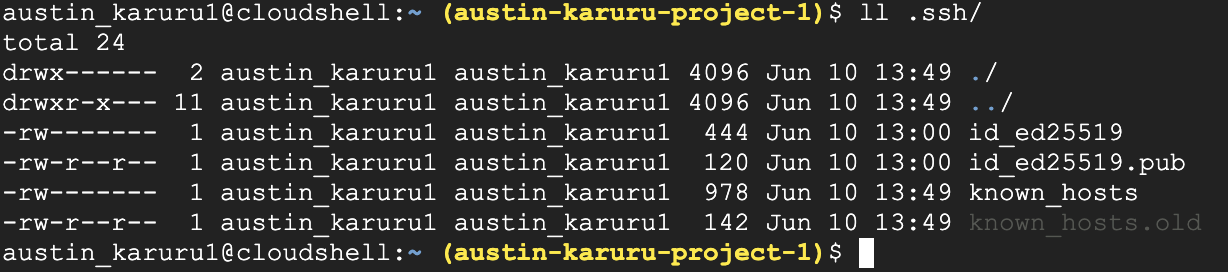 austin_karuru1@cloudshell:~ (austin-karuru-project-1)$ ll .ssh/
total 24
drwx------  2 austin_karuru1 austin_karuru1 4096 Jun 10 13:49 ./
drwxr-x--- 11 austin_karuru1 austin_karuru1 4096 Jun 10 13:49 ../
-rw-------  1 austin_karuru1 austin_karuru1  444 Jun 10 13:00 id_ed25519
-rw-r--r--  1 austin_karuru1 austin_karuru1  120 Jun 10 13:00 id_ed25519.pub
-rw-------  1 austin_karuru1 austin_karuru1  978 Jun 10 13:49 known_hosts
-rw-r--r--  1 austin_karuru1 austin_karuru1  142 Jun 10 13:49 known_hosts.old
austin_karuru1@cloudshell:~ (austin-karuru-project-1)$